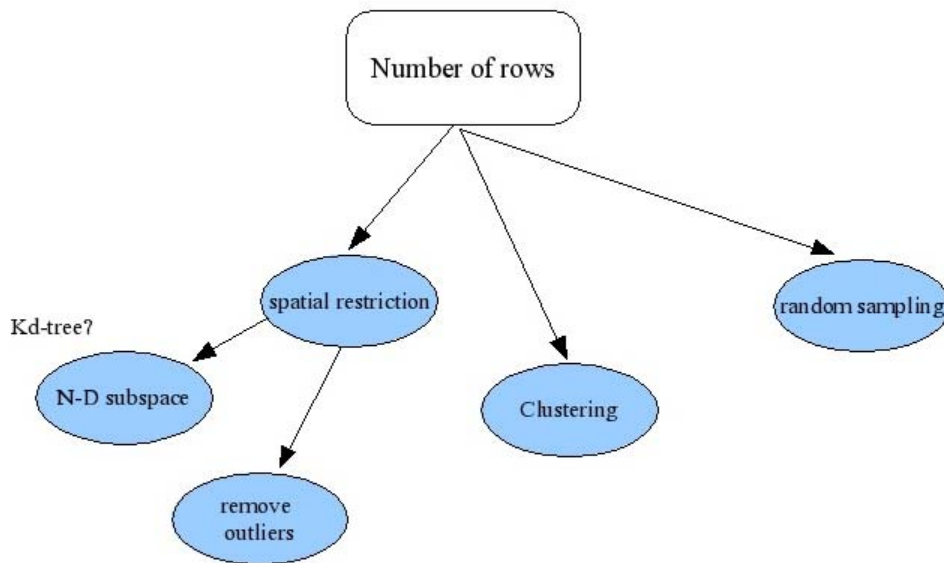 Number of rows
spatial restriction
random sampling
Kd-tree?
N-D subspace
Clustering
remove
outliers